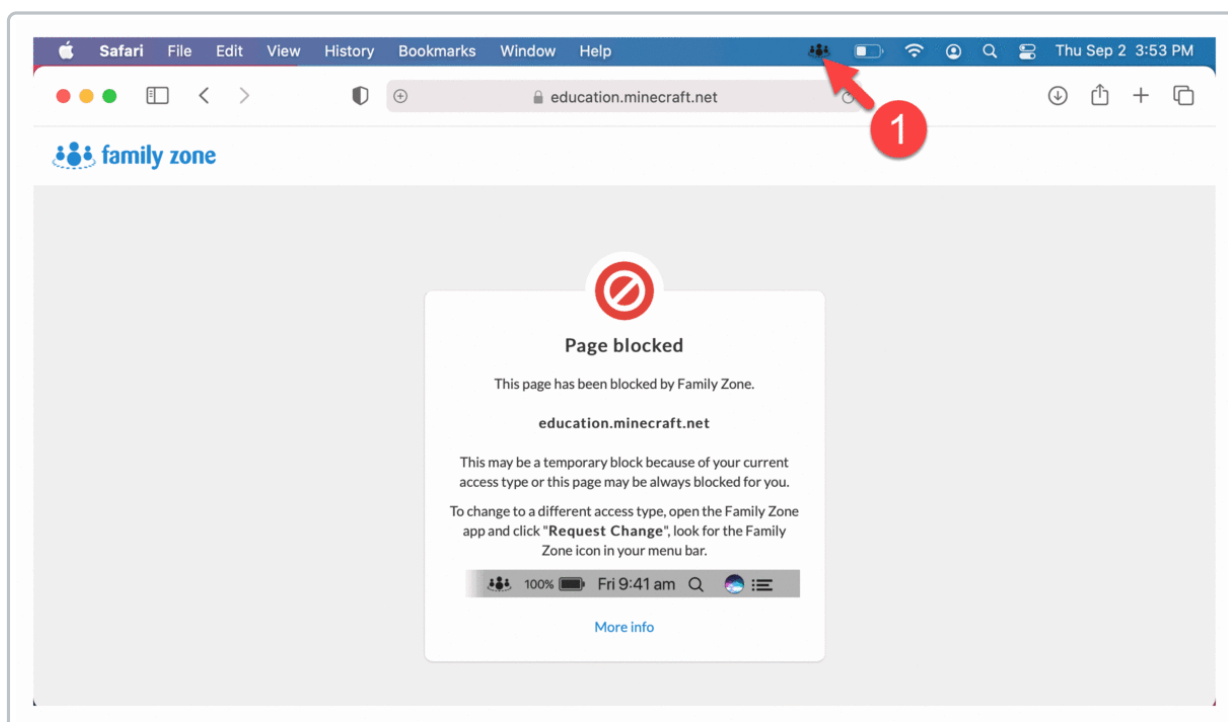 Safari File Edit View History Bookmarks Window Help Thu Sep 2 3:53 PM
education.minecraft.net
1
family zone
Page blocked
This page has been blocked by Family Zone.
education.minecraft.net
This may be a temporary block because of your current
access type or this page may be always blocked for you.
To change to a different access type, open the Family Zone
app and click "Request Change", look for the Family
Zone icon in your menu bar.
100% Fri 9:41 am
More info